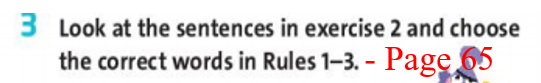 3 Look at the sentences in exercise 2 and choose
the correct words in Rules 1–3. - Page 65